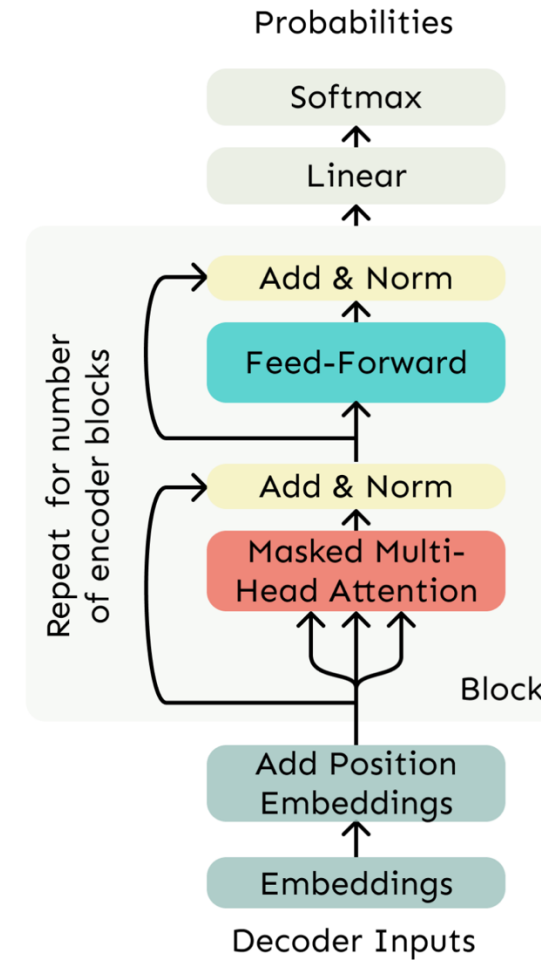 Probabilities
Softmax
Linear
Add & Norm
Feed-Forward
Repeat for number
of encoder blocks
Add & Norm
Masked Multi-
Head Attention
Block
Add Position
Embeddings
Embeddings
Decoder Inputs